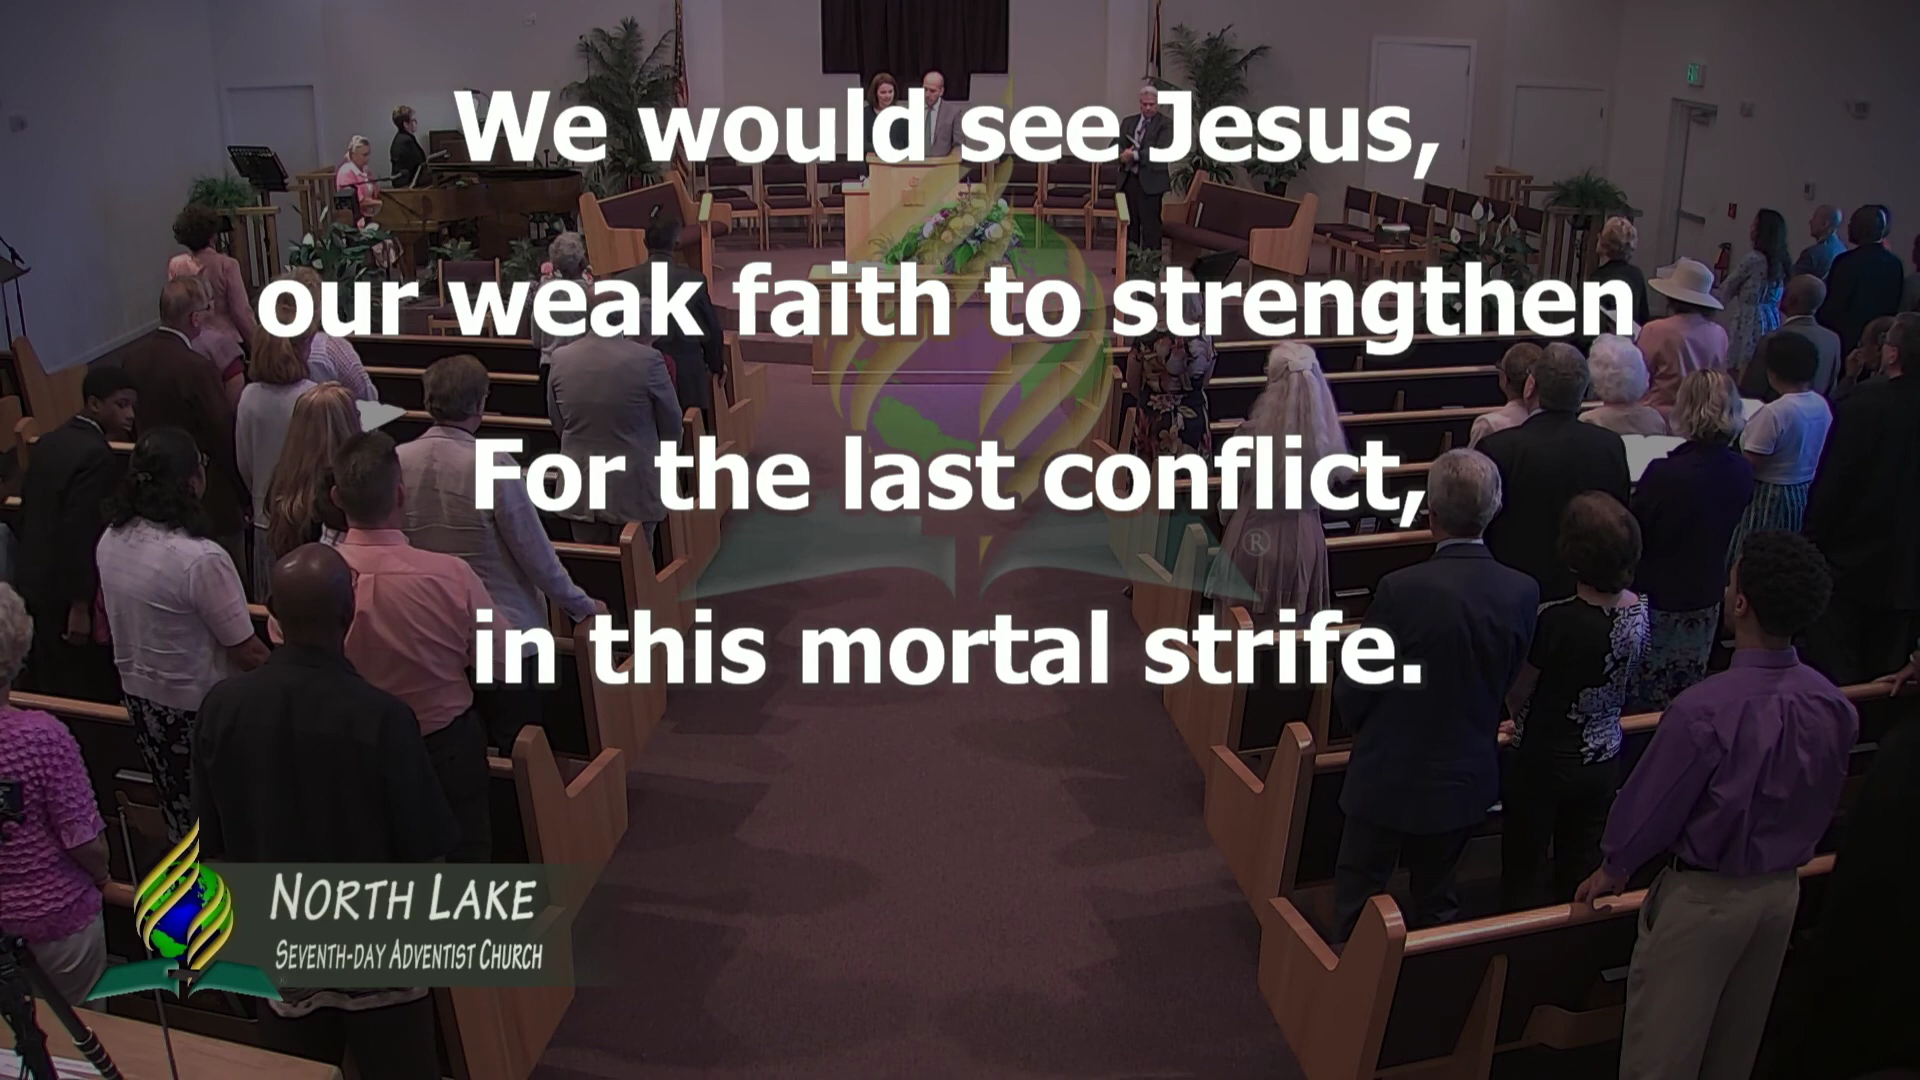 We would see Jesus,
our weak faith to strengthen
For the last conflict,
in this mortal strife.
®
NORTH LAKE
SEVENTH-DAY ADVENTIST CHURCH